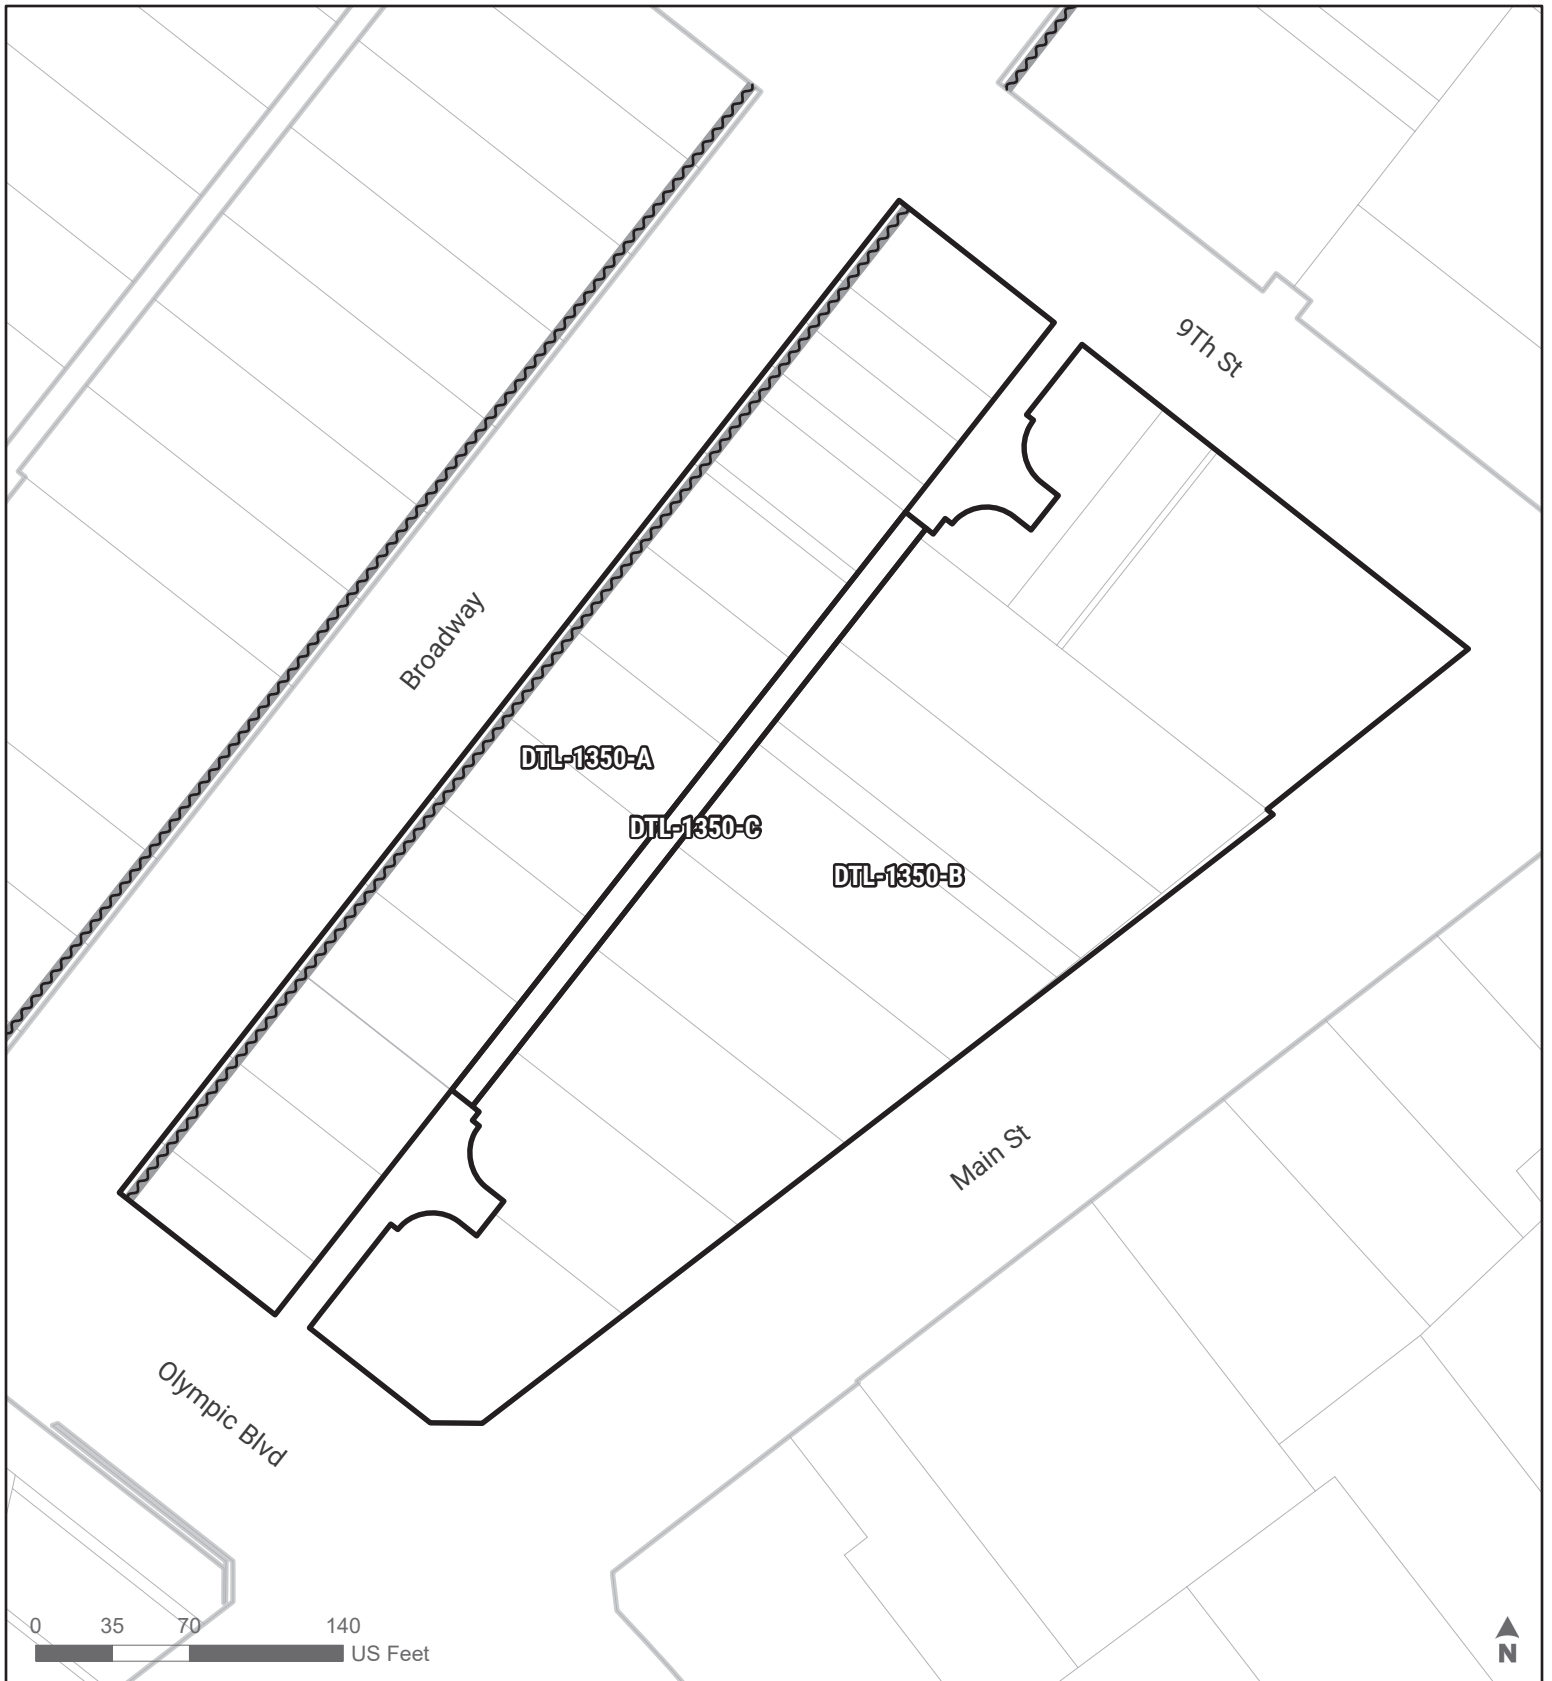 9Th St
Broadway
DTL-1350-A
DTL-1350-C
DTL-1350-B
Main St
Olympic Blvd
0 35 70 140
US Feet
N